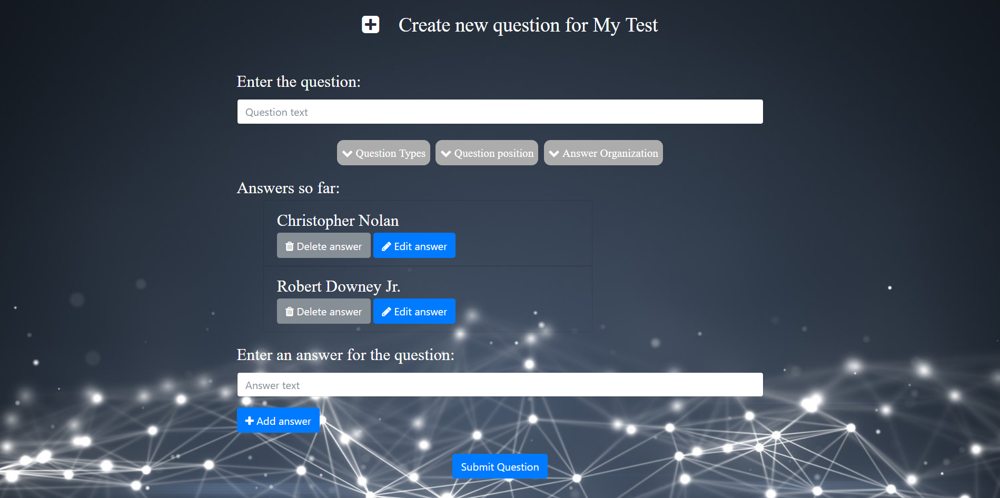 Create new question for My Test
Enter the question:
Question text
Question Types
Question position
Answer Organization
Answers so far:
Christopher Nolan
Delete answer
Edit answer
Robert Downey Jr.
Delete answer
Edit answer
Enter an answer for the question:
Answer text
Add answer
Submit Question